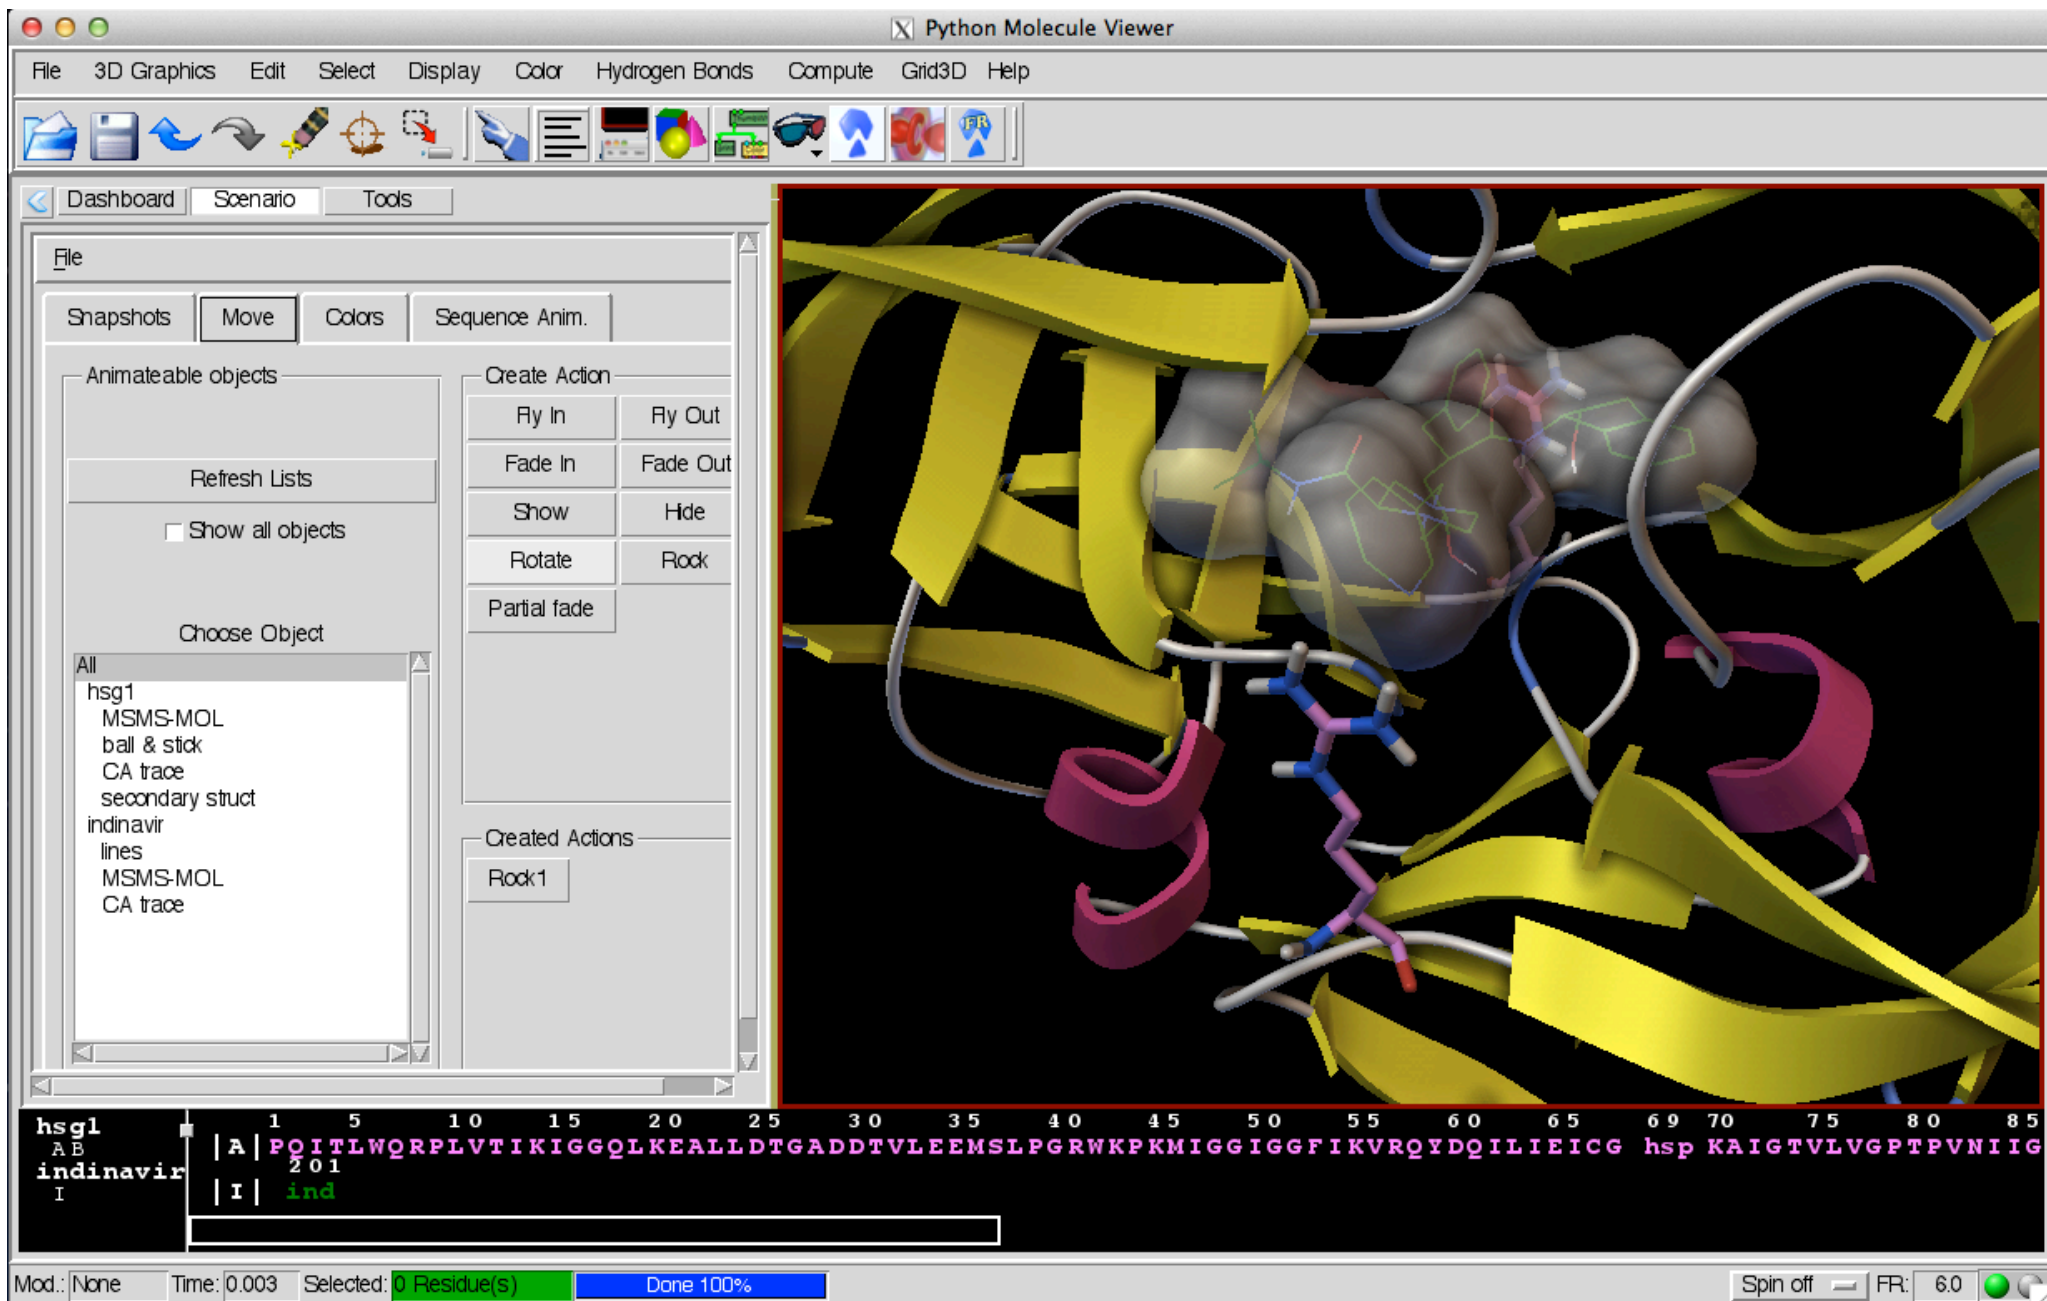 X Python Molecule Viewer
File 3D Graphics Edit Select Display Color Hydrogen Bonds Compute Grid3D Help
FR
Dashboard Scenario Tools
File
Snapshots Move Colors Sequence Anim.
Animateable objects
Refresh Lists
Show all objects
Choose Object
All
hsg1
MSMS-MOL
ball & stick
CA trace
secondary struct
indinavir
lines
MSMS-MOL
CA trace
Create Action
Fly In Fly Out
Fade In Fade Out
Show Hide
Rotate Rock
Partial fade
Created Actions
Rock1
1 5 10 15 20 25 30 35 40 45 50 55 60 65 69 70 75 80 85
hsg1
AB |A| PQITLWQRPLVTIKIGGQLKEALLDTGADDTVLEEMSLPGRWKPKMIGGIGGFIKVRQYDQILIEICG hsp KAIGTVLVGPTPVNIIG
indinavir 201
I |I| ind
Mod.: None Time: 0.003 Selected: 0 Residue(s) Done 100% Spin off FR: 6.0